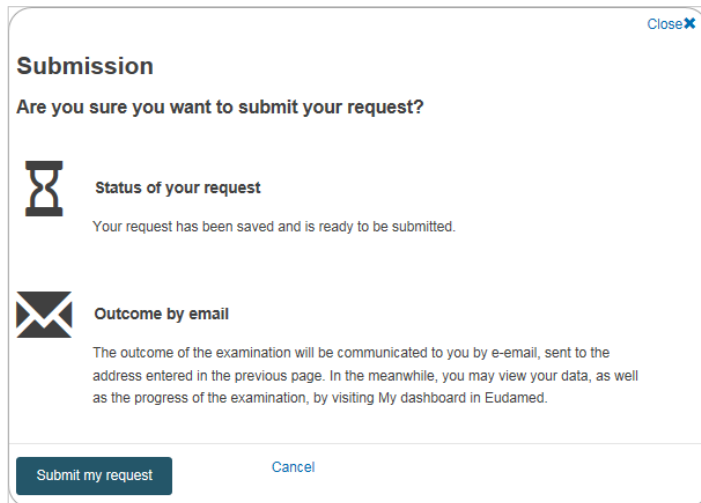 Close✖
Submission
Are you sure you want to submit your request?
Status of your request
Your request has been saved and is ready to be submitted.
Outcome by email
The outcome of the examination will be communicated to you by e-email, sent to the
address entered in the previous page. In the meanwhile, you may view your data, as well
as the progress of the examination, by visiting My dashboard in Eudamed.
Submit my request
Cancel